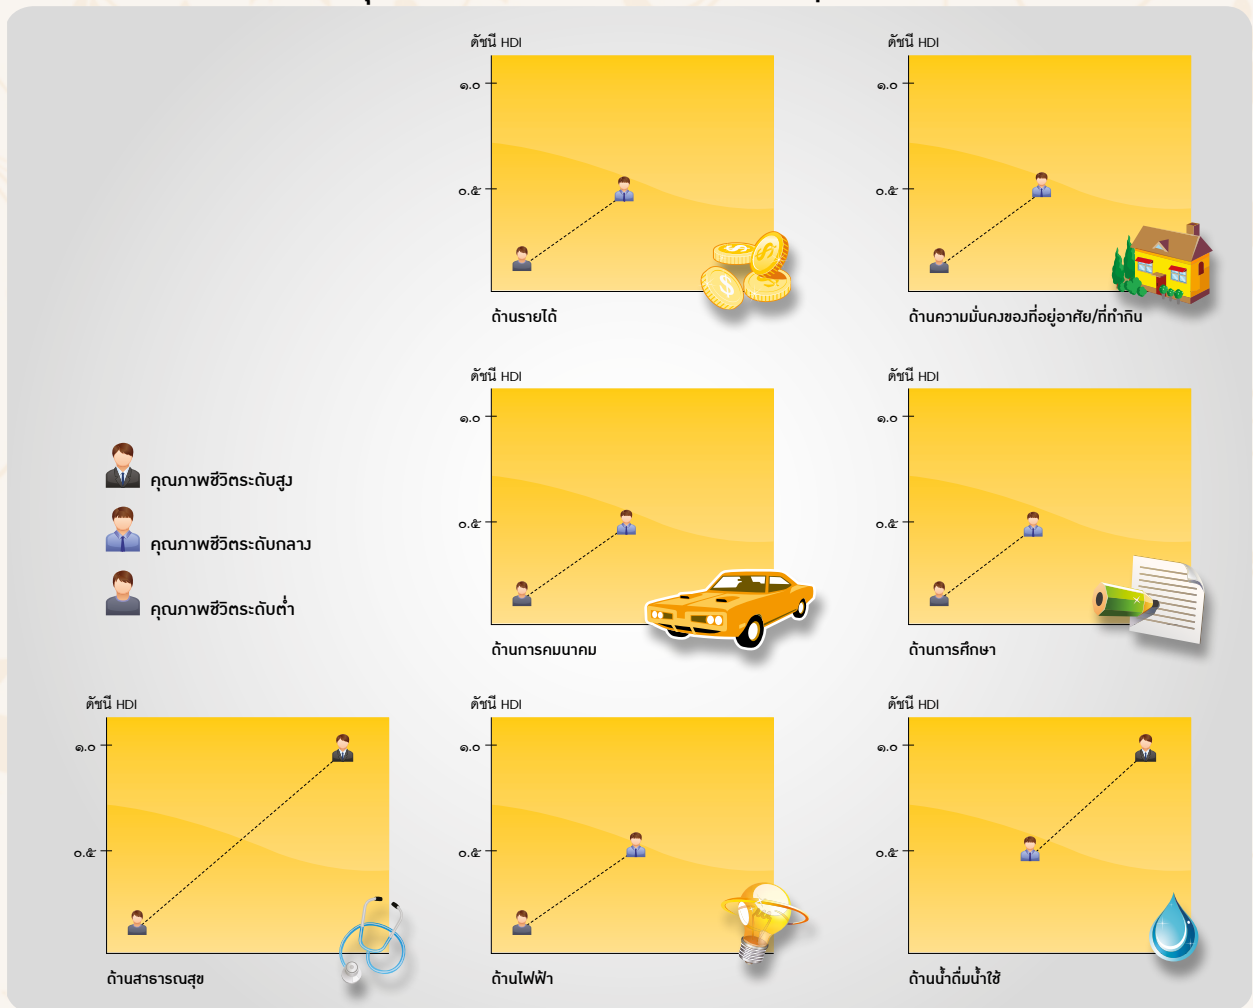 ดัชนี HDI
๑.๐
๐.๕
ด้านรายได้
ดัชนี HDI
๑.๐
๐.๕
ด้านความมั่นคงของที่อยู่อาศัย/ที่ทำกิน
คุณภาพชีวิตระดับสูง
คุณภาพชีวิตระดับกลาง
คุณภาพชีวิตระดับต่ำ
ดัชนี HDI
๑.๐
๐.๕
ด้านการคมนาคม
ดัชนี HDI
๑.๐
๐.๕
ด้านการศึกษา
ดัชนี HDI
๑.๐
๐.๕
ด้านสาธารณสุข
ดัชนี HDI
๑.๐
๐.๕
ด้านไฟฟ้า
ดัชนี HDI
๑.๐
๐.๕
ด้านน้ำดื่มน้ำใช้